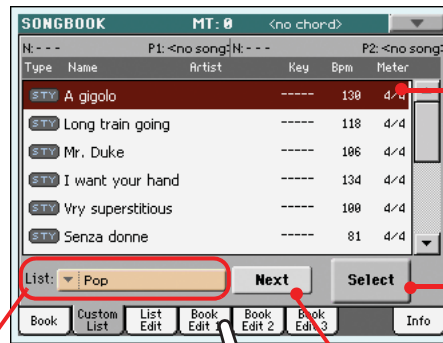 SONGBOOK MT: 0 <no chord>
N: - - - P1: <no song: N: - - - P2: <no song:
Type Name Artist Key Bpm Meter
STY A gigolo ----- 130 4/4
STY Long train going ----- 118 4/4
STY Mr. Duke ----- 106 4/4
STY I want your hand ----- 134 4/4
STY Vry superstitious ----- 100 4/4
STY Senza donne ----- 81 4/4
List: Pop Next Select
Book Custom List List Edit Book Edit 1 Book Edit 2 Book Edit 3 Info